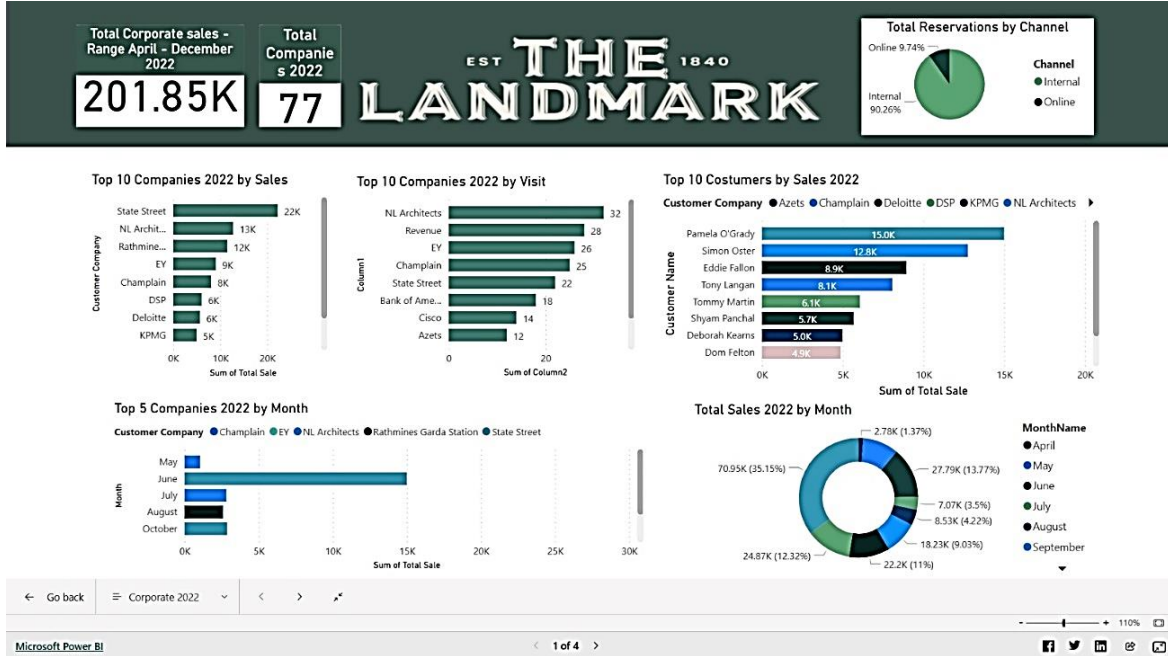 Total Corporate sales -
Range April - December
2022
201.85K
Total
Companie
s 2022
77
EST THE 1840
LANDMARK
Total Reservations by Channel
Online 9.74%
Internal
90.26%
Channel
Internal
Online
Top 10 Companies 2022 by Sales
Customer Company
State Street 22K
NL Archit... 13K
Rathmine... 12K
EY 9K
Champlain 8K
DSP 6K
Deloitte 6K
KPMG 5K
0K 10K 20K
Sum of Total Sale
Top 10 Companies 2022 by Visit
Column1
NL Architects 32
Revenue 28
EY 26
Champlain 25
State Street 22
Bank of Ame... 18
Cisco 14
Azets 12
0 20
Sum of Column2
Top 10 Costumers by Sales 2022
Customer Company Azets Champlain Deloitte DSP KPMG NL Architects
Customer Name
Pamela O'Grady 15.0K
Simon Oster 12.8K
Eddie Fallon 8.9K
Tony Langan 8.1K
Tommy Martin 6.1K
Shyam Panchal 5.7K
Deborah Kearns 5.0K
Dom Felton 4.9K
0K 5K 10K 15K 20K
Sum of Total Sale
Top 5 Companies 2022 by Month
Customer Company Champlain EY NL Architects Rathmines Garda Station State Street
Month
May
June
July
August
October
0K 5K 10K 15K 20K 25K 30K
Sum of Total Sale
Total Sales 2022 by Month
2.78K (1.37%)
27.79K (13.77%)
7.07K (3.5%)
8.53K (4.22%)
18.23K (9.03%)
22.2K (11%)
24.87K (12.32%)
70.95K (35.15%)
MonthName
April
May
June
July
August
September
Go back
Corporate 2022
110%
Microsoft Power BI
1 of 4